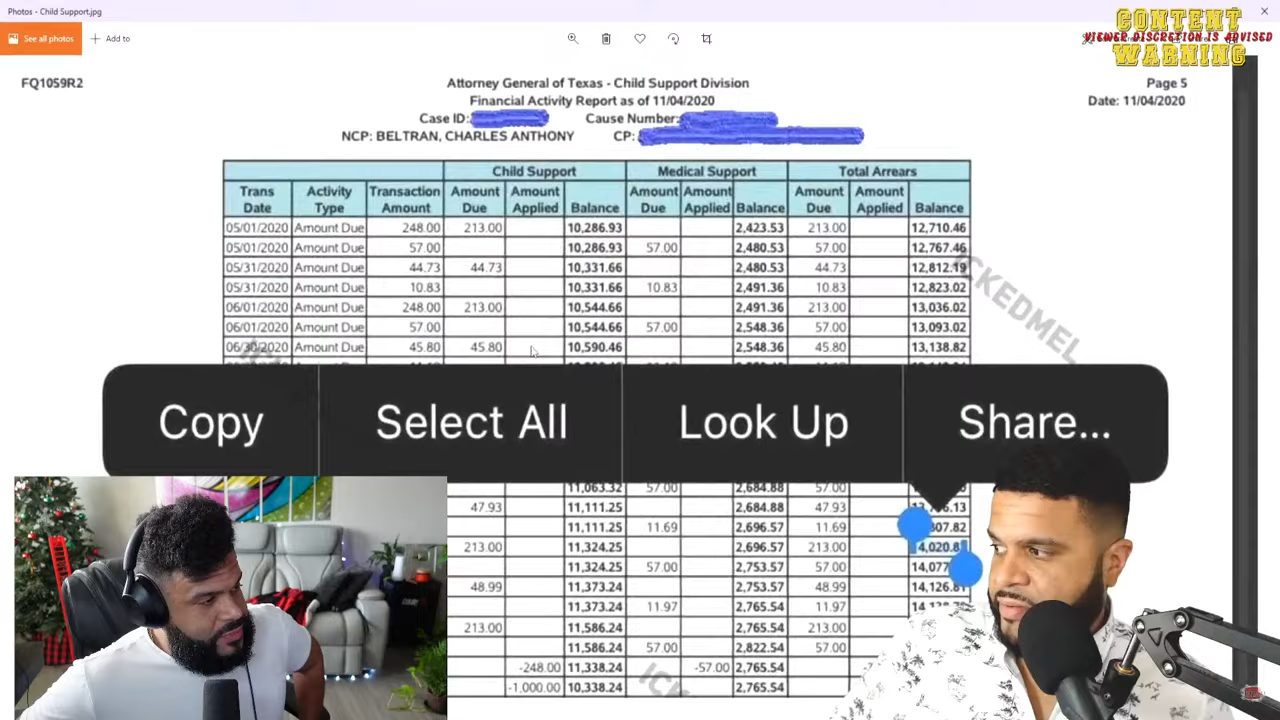 Photos - Child Support.jpg
See all photos
Add to
CONTENT
VIEWER DISCRETION IS ADVISED
WARNING
FQ1059R2
Attorney General of Texas - Child Support Division
Page 5
Financial Activity Report as of 11/04/2020
Date: 11/04/2020
Case ID:
Cause Number:
NCP: BELTRAN, CHARLES ANTHONY
CP:
Child Support Medical Support Total Arrears
Trans Date Activity Type Transaction Amount Amount Due Amount Applied Balance Amount Due Amount Applied Balance Amount Due Amount Applied Balance
05/01/2020 Amount Due 248.00 213.00 10,286.93 2,423.53 213.00 12,710.46
05/01/2020 Amount Due 57.00 10,286.93 57.00 2,480.53 57.00 12,767.46
05/31/2020 Amount Due 44.73 44.73 10,331.66 2,480.53 44.73 12,812.19
05/31/2020 Amount Due 10.83 10,331.66 10.83 2,491.36 10.83 12,823.02
06/01/2020 Amount Due 248.00 213.00 10,544.66 2,491.36 213.00 13,036.02
06/01/2020 Amount Due 57.00 10,544.66 57.00 2,548.36 57.00 13,093.02
06/30/2020 Amount Due 45.80 45.80 10,590.46 2,548.36 45.80 13,138.82
ICKEDMEL
Copy Select All Look Up Share...
11,063.32 57.00 2,684.88 57.00
47.93 11,111.25 2,684.88 47.93
11,111.25 11.69 2,696.57 11.69
213.00 11,324.25 2,696.57 213.00
11,324.25 57.00 2,753.57 57.00
48.99 11,373.24 2,753.57 48.99 14,126.81
11,373.24 11.97 2,765.54 11.97
213.00 11,586.24 2,765.54 213.00
11,586.24 57.00 2,822.54 57.00
-248.00 11,338.24 -57.00 2,765.54
-1,000.00 10,338.24 2,765.54